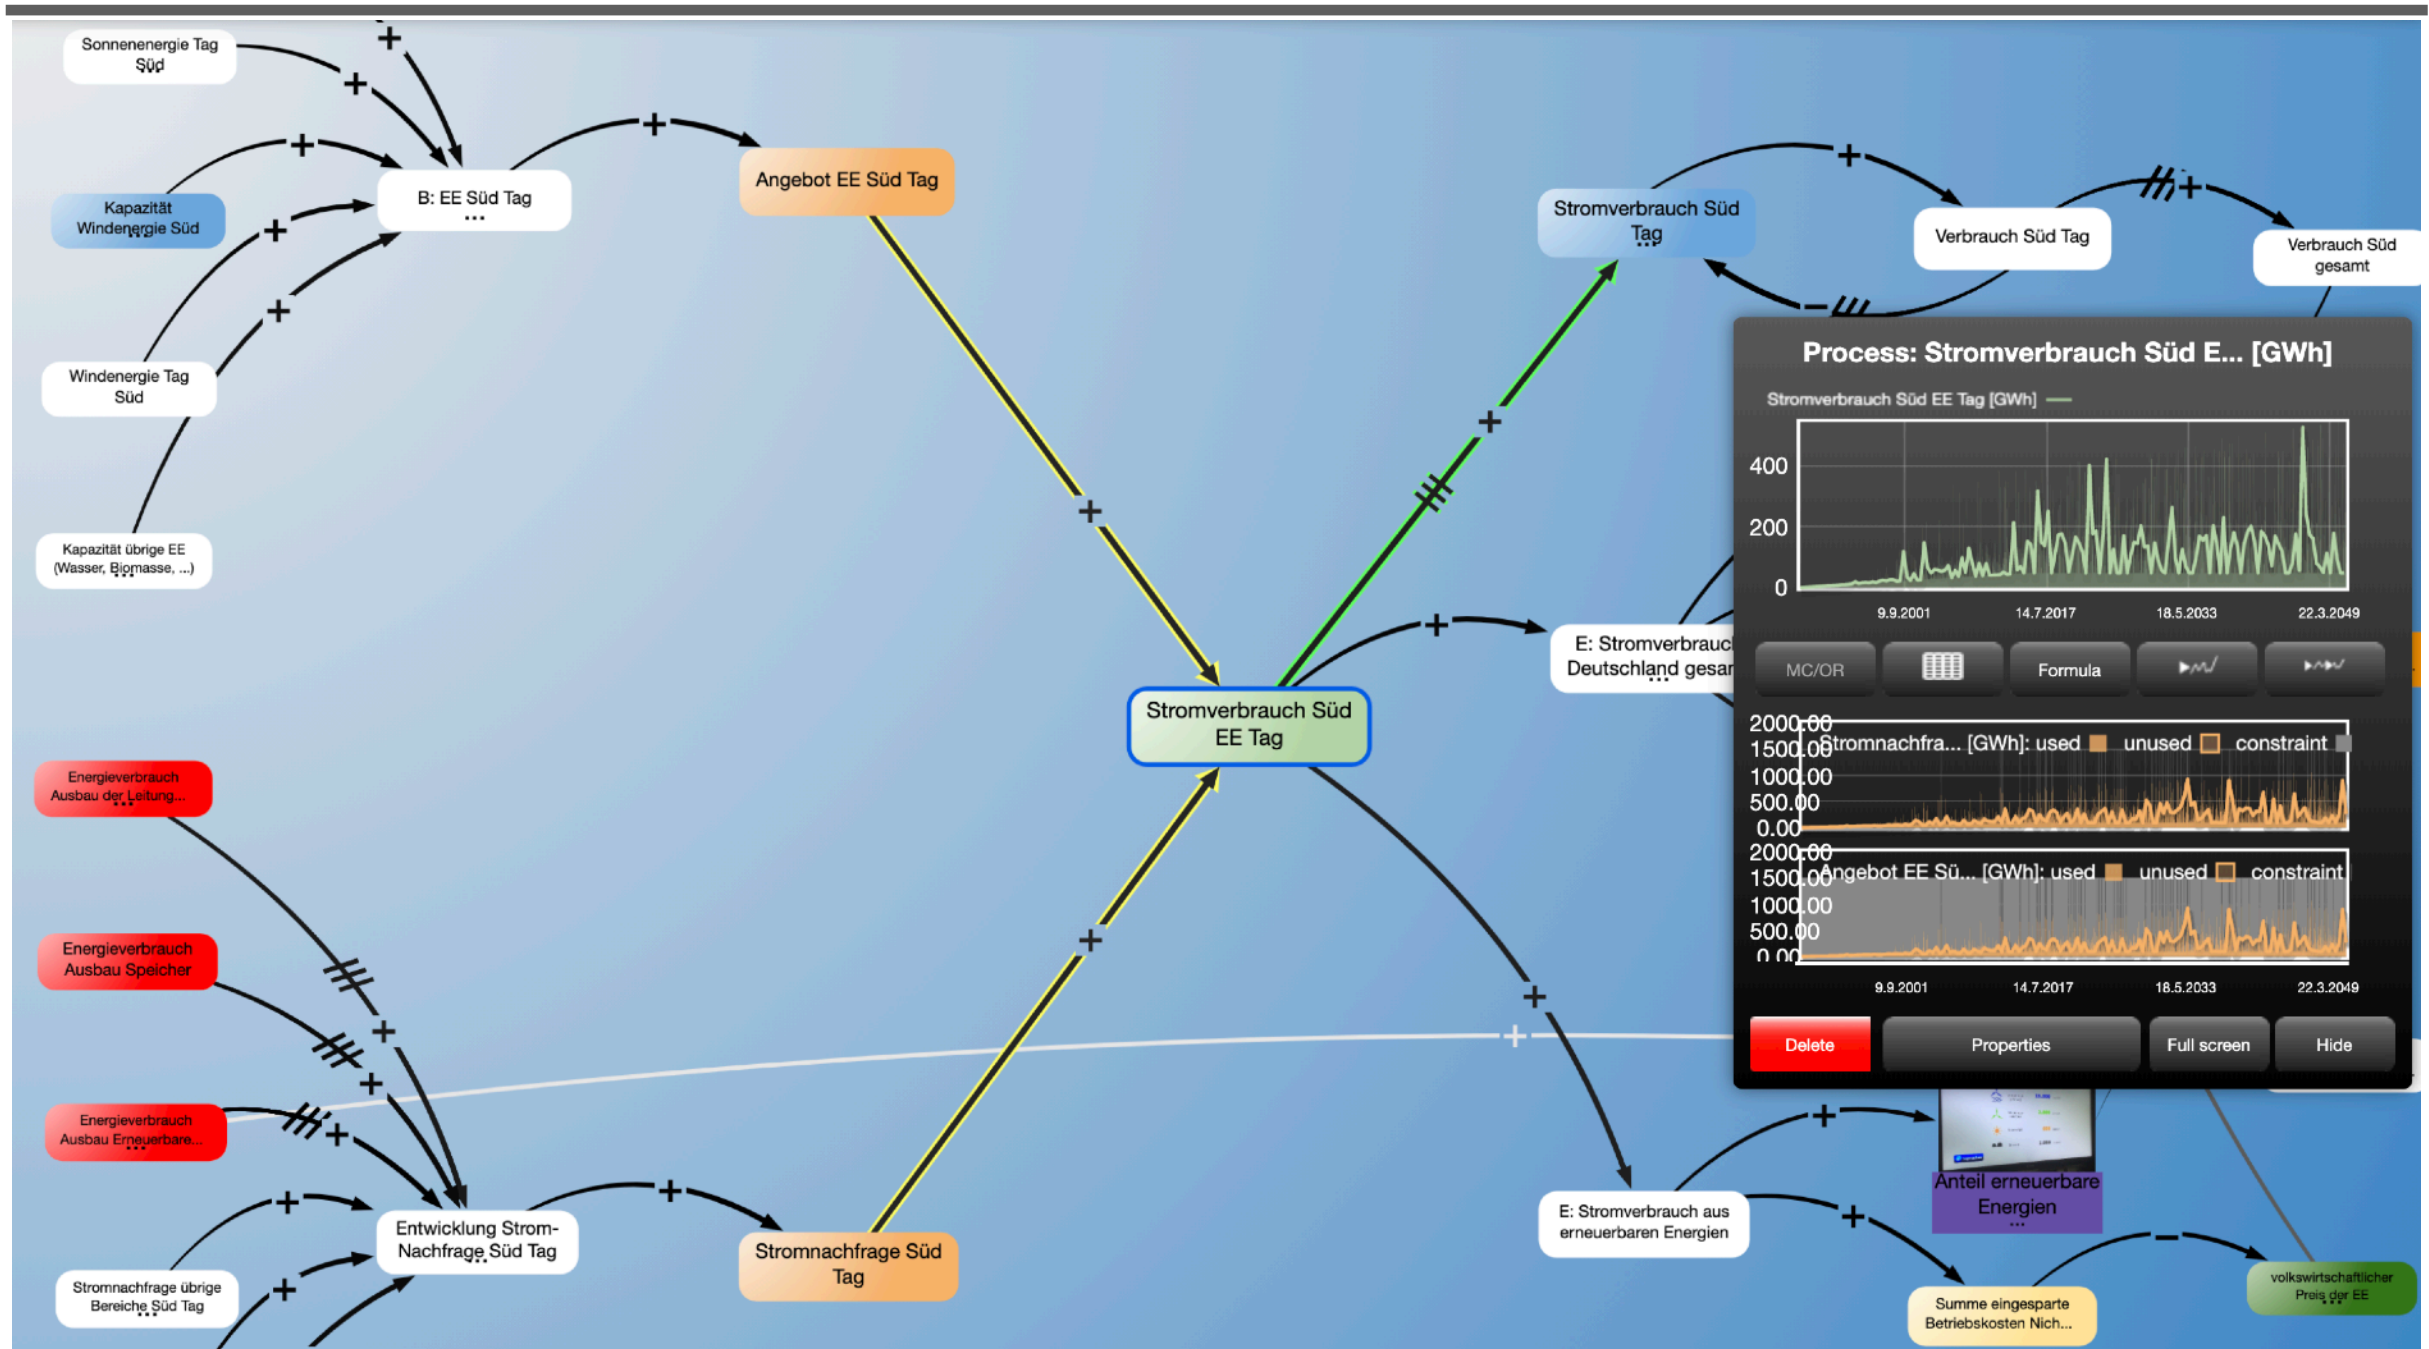 Sonnenenergie Tag
Süd
...
Kapazität
Windenergie Süd
...
B: EE Süd Tag
...
Angebot EE Süd Tag
Stromverbrauch Süd
Tag
...
Verbrauch Süd Tag
Verbrauch Süd
gesamt
Windenergie Tag
Süd
Kapazität übrige EE
(Wasser, Biomasse, ...)
...
E: Stromverbrauc
Deutschland gesar
...
Stromverbrauch Süd
EE Tag
Process: Stromverbrauch Süd E... [GWh]
Stromverbrauch Süd EE Tag [GWh]
400
200
0
9.9.2001 14.7.2017 18.5.2033 22.3.2049
MC/OR Formula
2000.00
1500.00
1000.00
500.00
0.00
Stromnachfra... [GWh]: used unused constraint
2000.00
1500.00
1000.00
500.00
0.00
Angebot EE Sü... [GWh]: used unused constraint
9.9.2001 14.7.2017 18.5.2033 22.3.2049
Delete Properties Full screen Hide
Energieverbrauch
Ausbau der Leitung...
...
Energieverbrauch
Ausbau Speicher
Energieverbrauch
Ausbau Erneuerbare...
...
Entwicklung Strom-
Nachfrage Süd Tag
...
Stromnachfrage übrige
Bereiche Süd Tag
...
Stromnachfrage Süd
Tag
E: Stromverbrauch aus
erneuerbaren Energien
Anteil erneuerbare
Energien
...
Summe eingesparte
Betriebskosten Nich...
volkswirtschaftlicher
Preis der EE
...